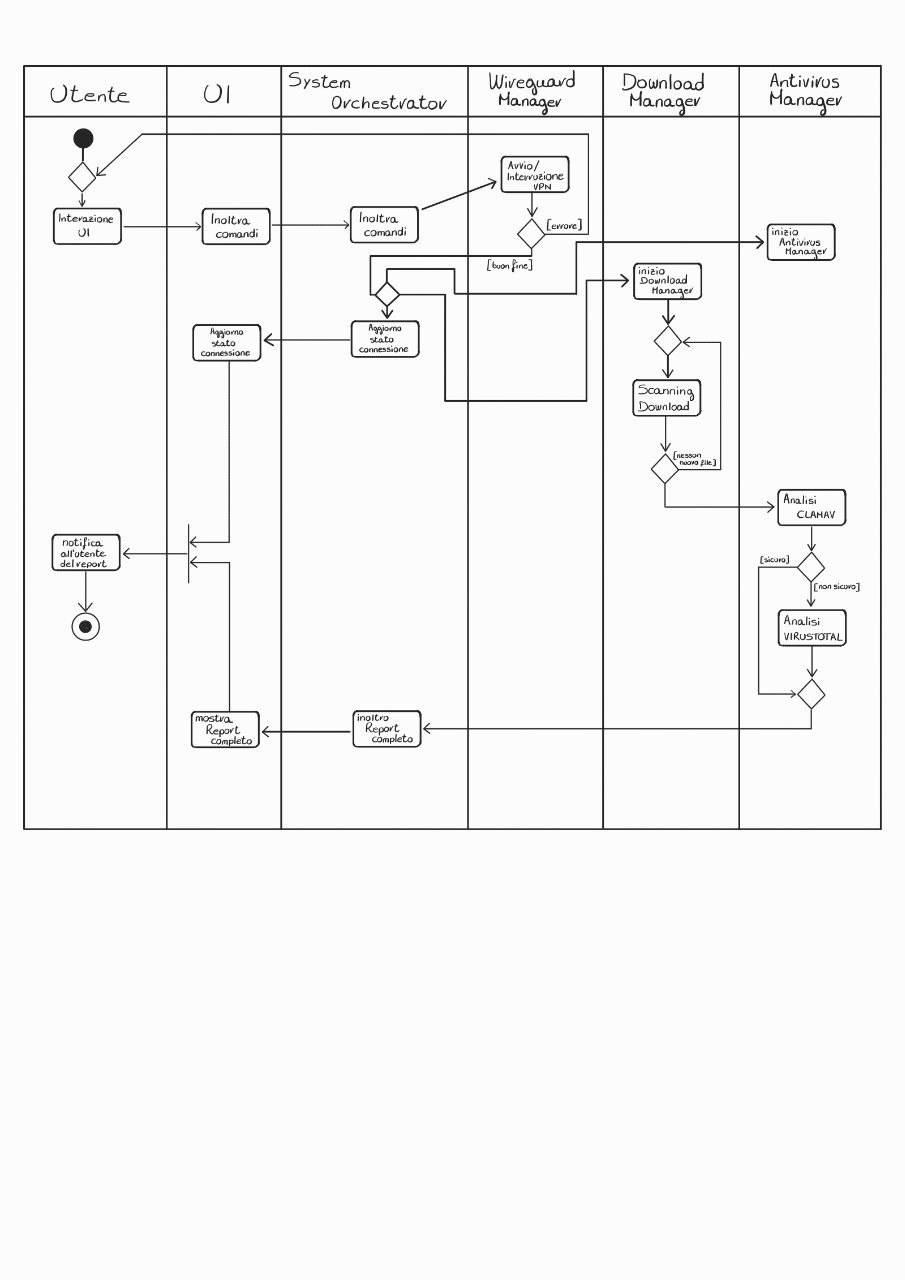 Utente
UI
System
Orchestrator
Wireguard
Manager
Download
Manager
Antivirus
Manager
Avvio/
Interruzione
VPN
Interazione
UI
Inoltra
comandi
Inoltra
comandi
[errore]
[buon fine]
inizio
Antivirus
Manager
inizio
Download
Manager
Aggiorno
stato
connessione
Aggiorno
stato
connessione
Scanning
Download
[nesson
nuovo file]
Analisi
CLAMAV
notifica
all'utente
del report
[sicuro]
[non sicuro]
Analisi
VIRUSTOTAL
mostra
Report
completo
inoltro
Report
completo